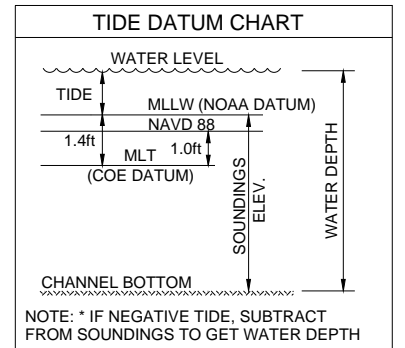 TIDE DATUM CHART
WATER LEVEL
TIDE
MLLW (NOAA DATUM)
NAVD 88
1.4ft
1.0ft
MLT
(COE DATUM)
SOUNDINGS
ELEV.
WATER DEPTH
CHANNEL BOTTOM
NOTE: * IF NEGATIVE TIDE, SUBTRACT
FROM SOUNDINGS TO GET WATER DEPTH